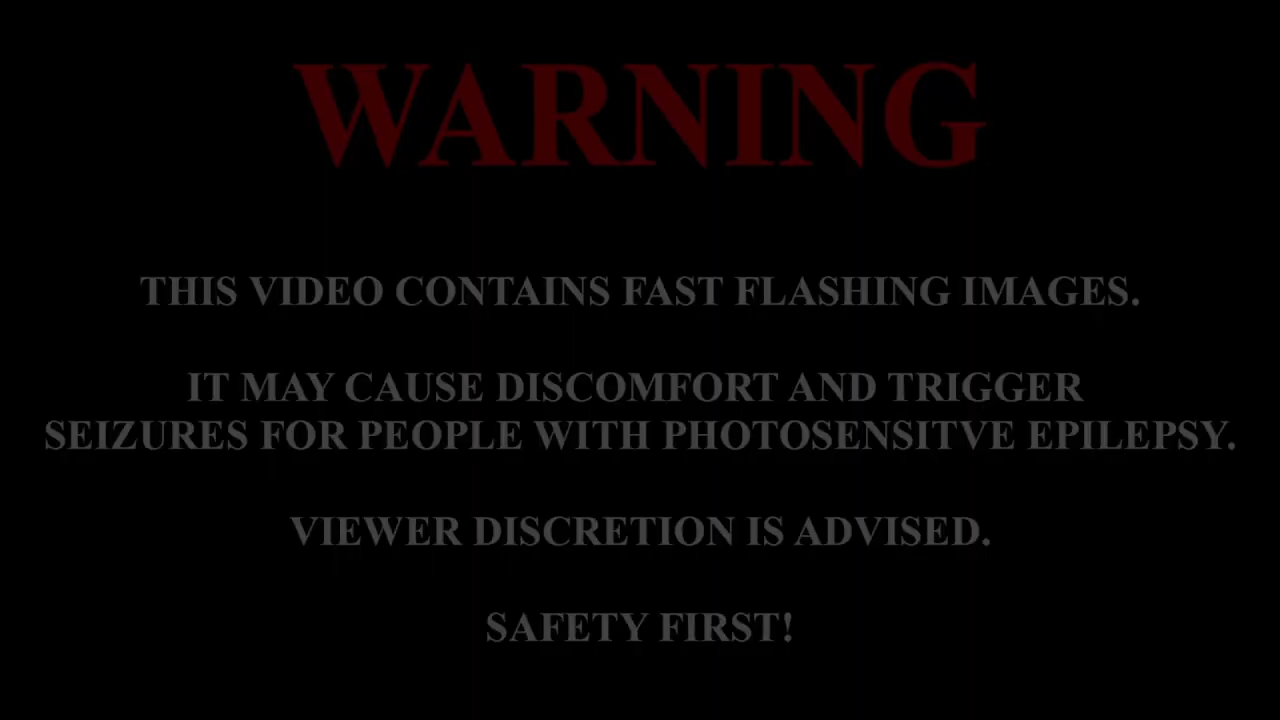 WARNING
THIS VIDEO CONTAINS FAST FLASHING IMAGES.
IT MAY CAUSE DISCOMFORT AND TRIGGER
SEIZURES FOR PEOPLE WITH PHOTOSENSITVE EPILEPSY.
VIEWER DISCRETION IS ADVISED.
SAFETY FIRST!